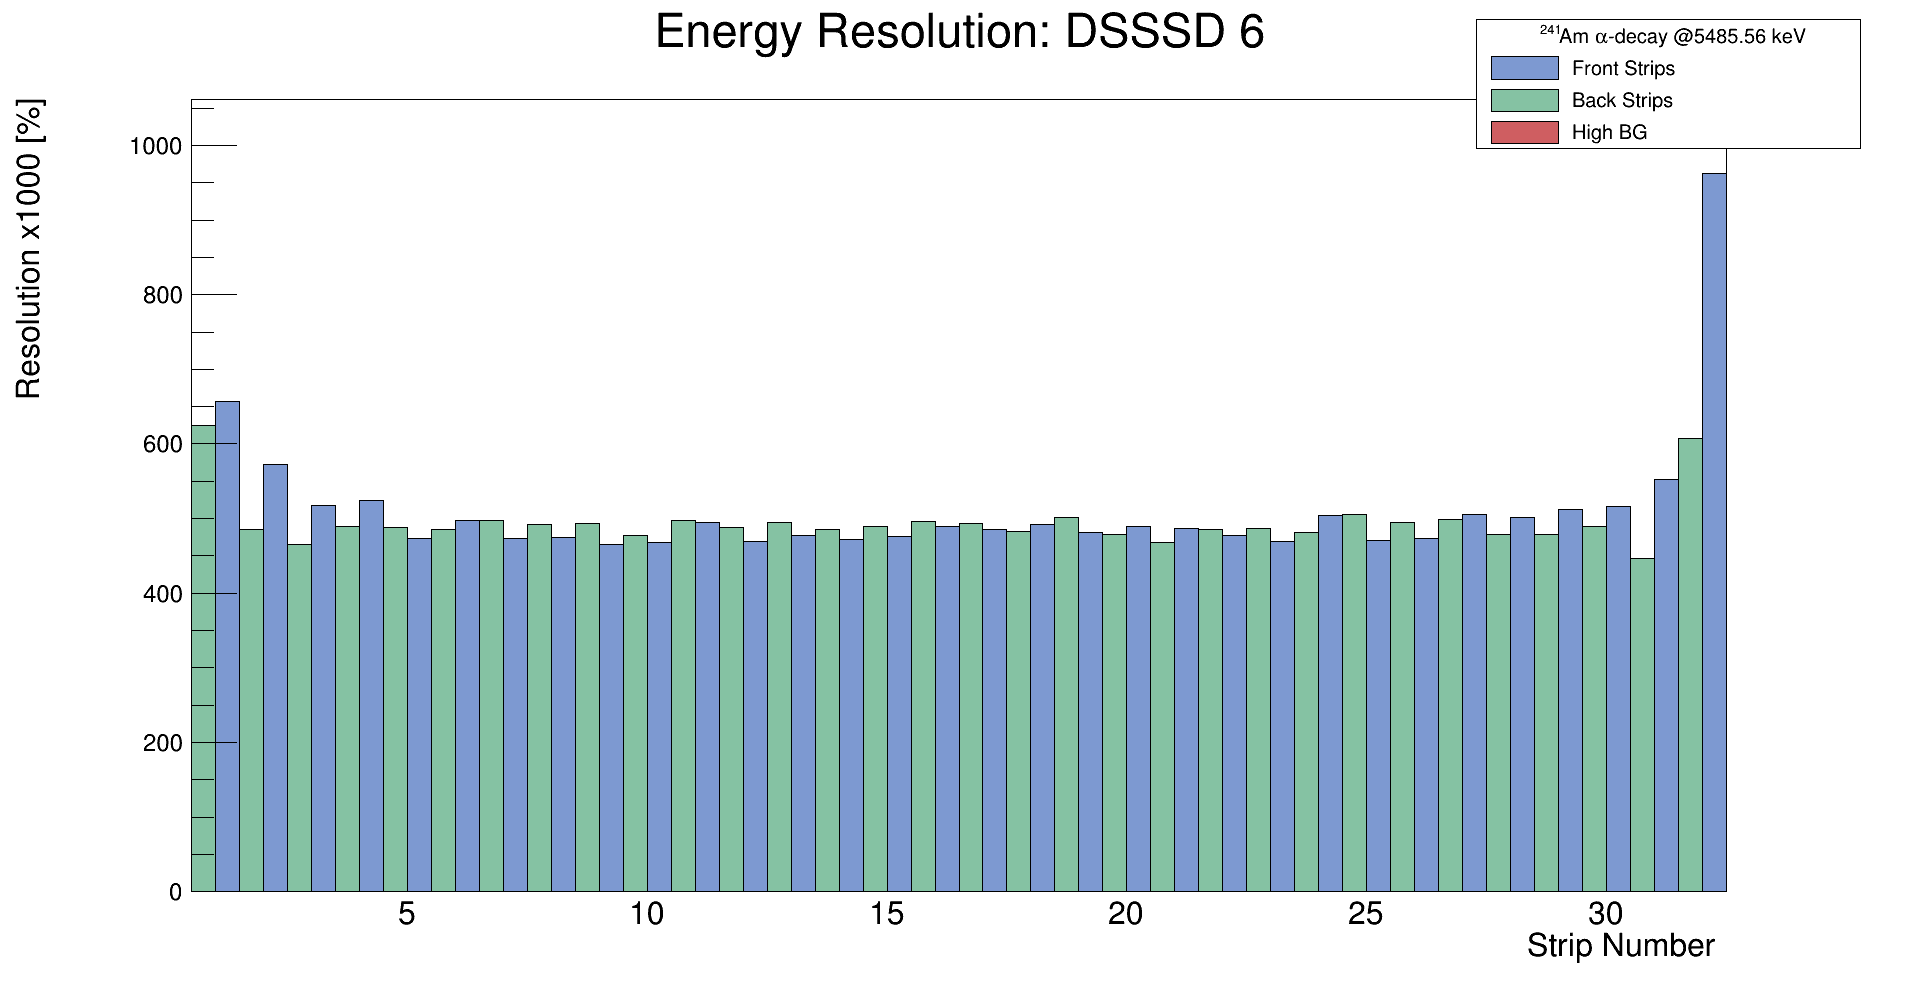 Energy Resolution: DSSSD 6
²⁴¹Am α-decay @5485.56 keV
Front Strips
Back Strips
High BG
Resolution x1000 [%]
1000
800
600
400
200
0
5 10 15 20 25 30
Strip Number